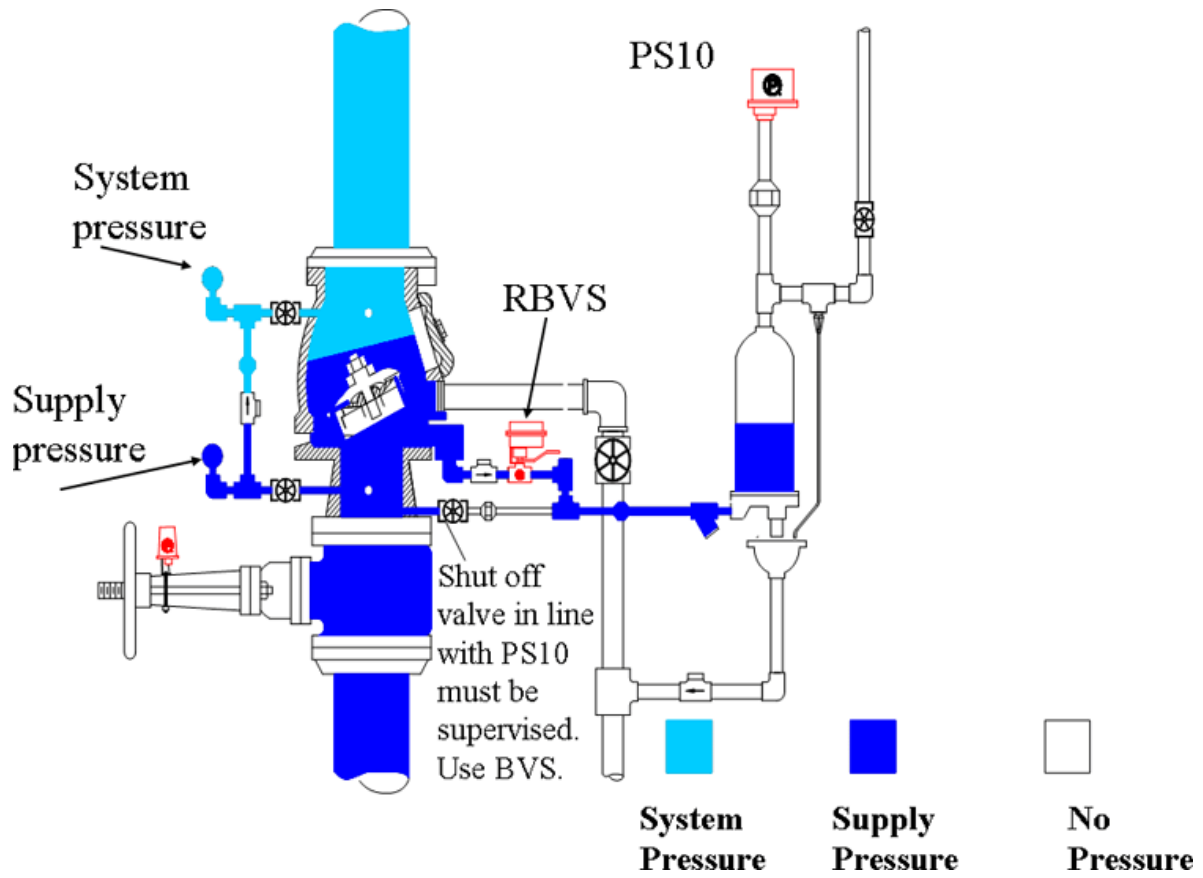 PS10
System
pressure
RBVS
Supply
pressure
Shut off
valve in line
with PS10
must be
supervised.
Use BVS.
System
Pressure
Supply
Pressure
No
Pressure